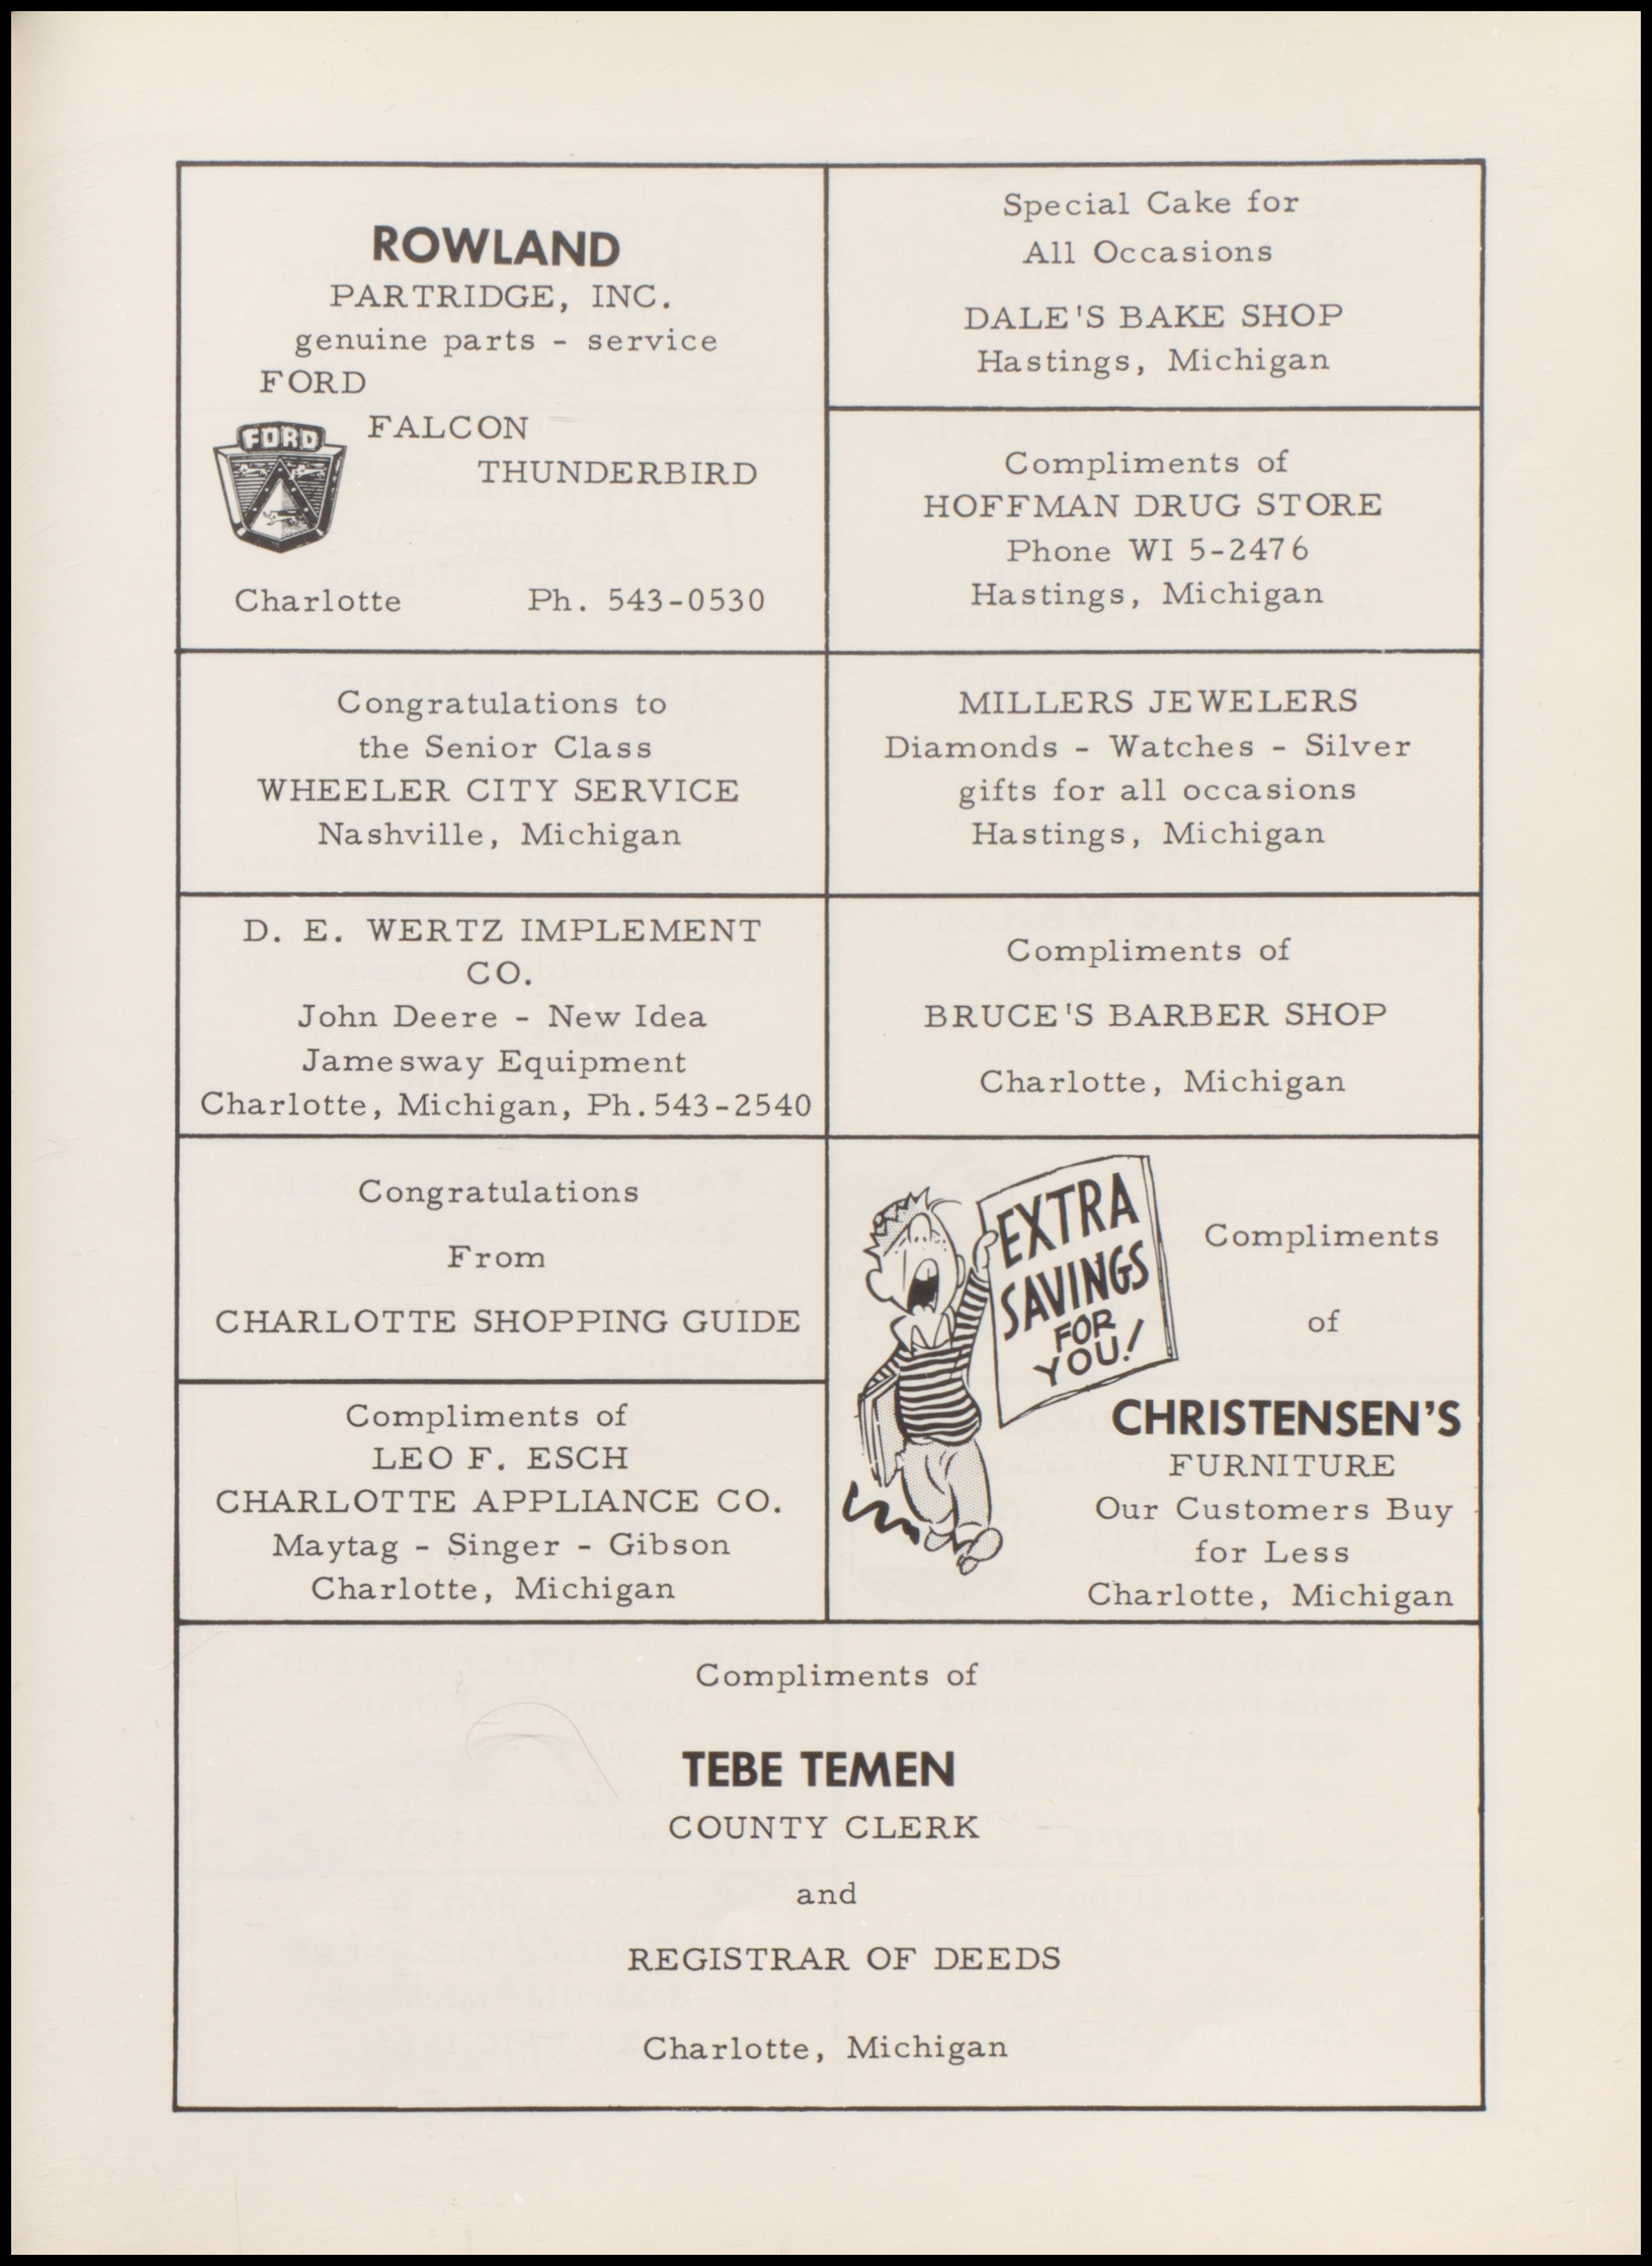 ROWLAND
PARTRIDGE, INC.
genuine parts - service
FORD
FALCON
THUNDERBIRD
FORD
Charlotte Ph. 543-0530
Special Cake for
All Occasions
DALE'S BAKE SHOP
Hastings, Michigan
Compliments of
HOFFMAN DRUG STORE
Phone WI 5-2476
Hastings, Michigan
Congratulations to
the Senior Class
WHEELER CITY SERVICE
Nashville, Michigan
MILLERS JEWELERS
Diamonds - Watches - Silver
gifts for all occasions
Hastings, Michigan
D. E. WERTZ IMPLEMENT
CO.
John Deere - New Idea
Jamesway Equipment
Charlotte, Michigan, Ph.543-2540
Compliments of
BRUCE'S BARBER SHOP
Charlotte, Michigan
Congratulations
From
CHARLOTTE SHOPPING GUIDE
Compliments of
LEO F. ESCH
CHARLOTTE APPLIANCE CO.
Maytag - Singer - Gibson
Charlotte, Michigan
EXTRA
SAVINGS
FOR
YOU!
Compliments
of
CHRISTENSEN'S
FURNITURE
Our Customers Buy
for Less
Charlotte, Michigan
Compliments of
TEBE TEMEN
COUNTY CLERK
and
REGISTRAR OF DEEDS
Charlotte, Michigan